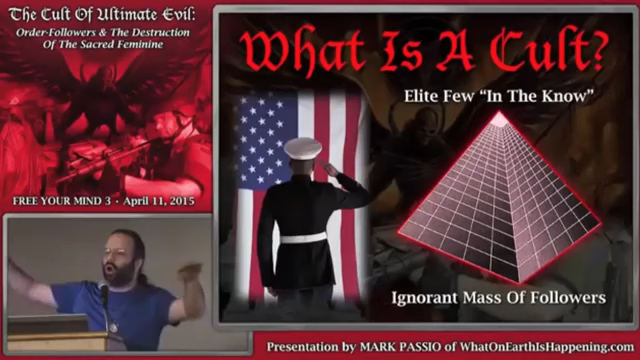 The Cult Of Ultimate Evil:
Order-Followers & The Destruction
Of The Sacred Feminine
FREE YOUR MIND 3 • April 11, 2015
What Is A Cult?
Elite Few “In The Know”
Ignorant Mass Of Followers
Presentation by MARK PASSIO of WhatOnEarthIsHappening.com